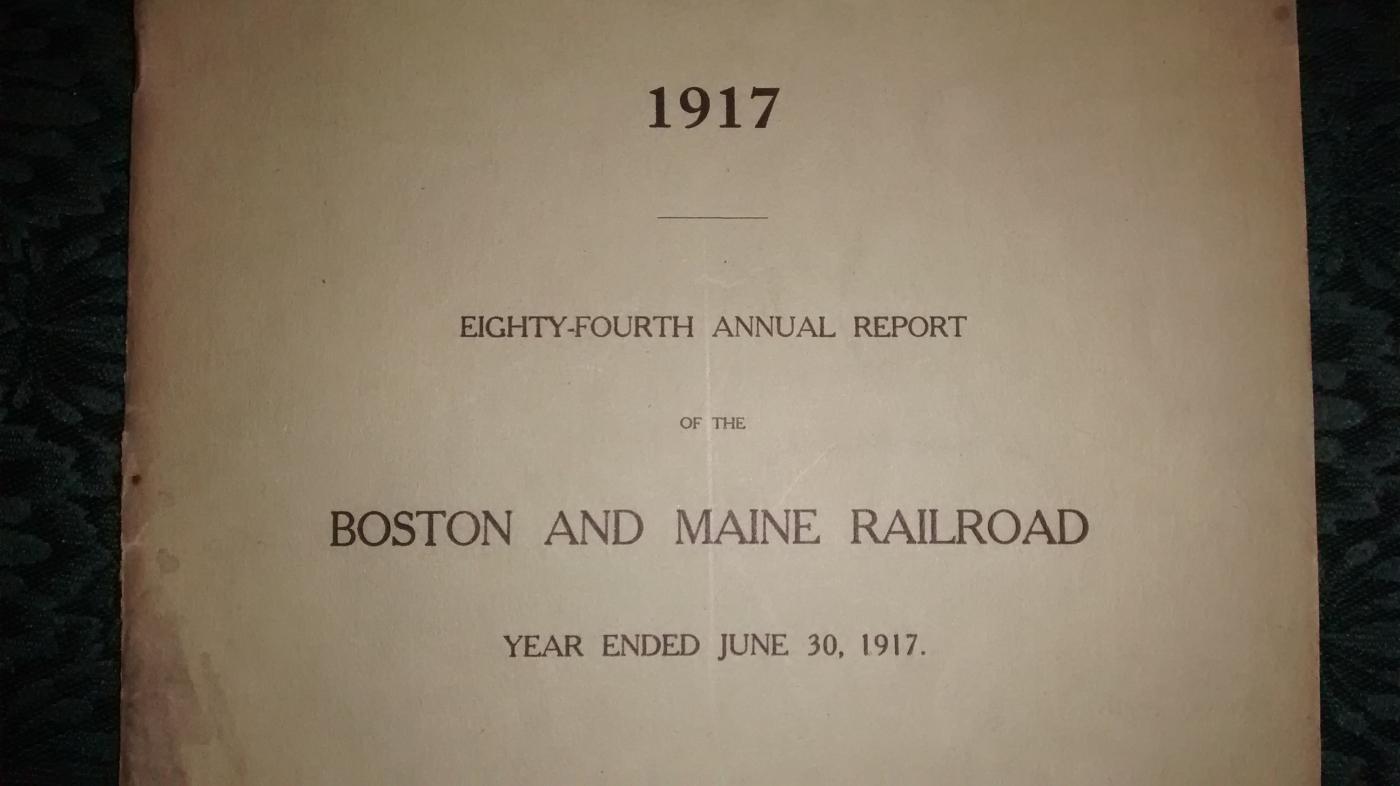 1917
EIGHTY-FOURTH ANNUAL REPORT
OF THE
BOSTON AND MAINE RAILROAD
YEAR ENDED JUNE 30, 1917.